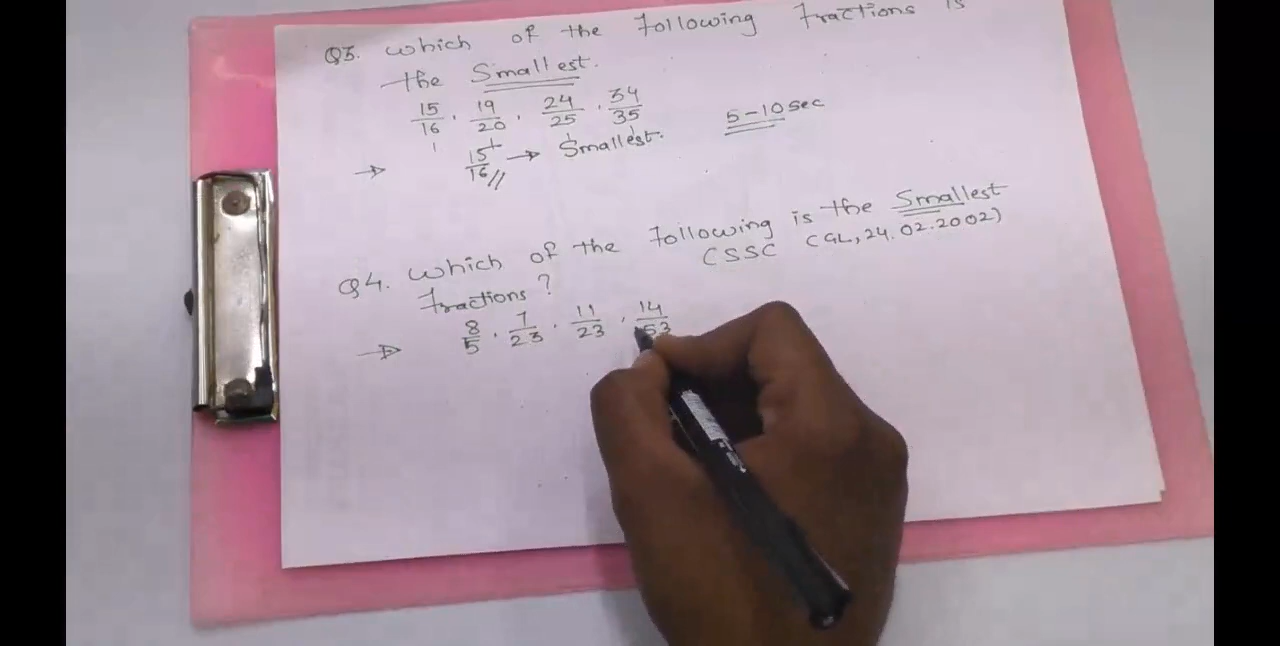 Q3. Which of the Following Fractions is
the Smallest.
15/16, 19/20, 24/25, 34/35
5-10 sec
→ 15/16 // → Smallest.
Q4. Which of the Following is the Smallest
Fractions? (SSC CGL, 24.02.2002)
→ 8/5, 7/23, 11/23, 14/53